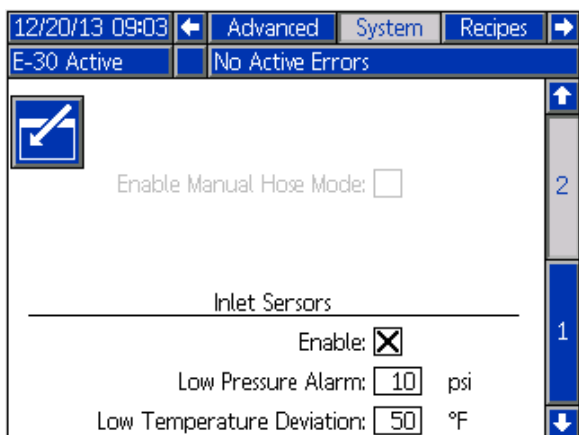 12/20/13 09:03 Advanced System Recipes
E-30 Active No Active Errors
Enable Manual Hose Mode:
2
Inlet Sersors
Enable:
1
Low Pressure Alarm: 10 psi
Low Temperature Deviation: 50 °F